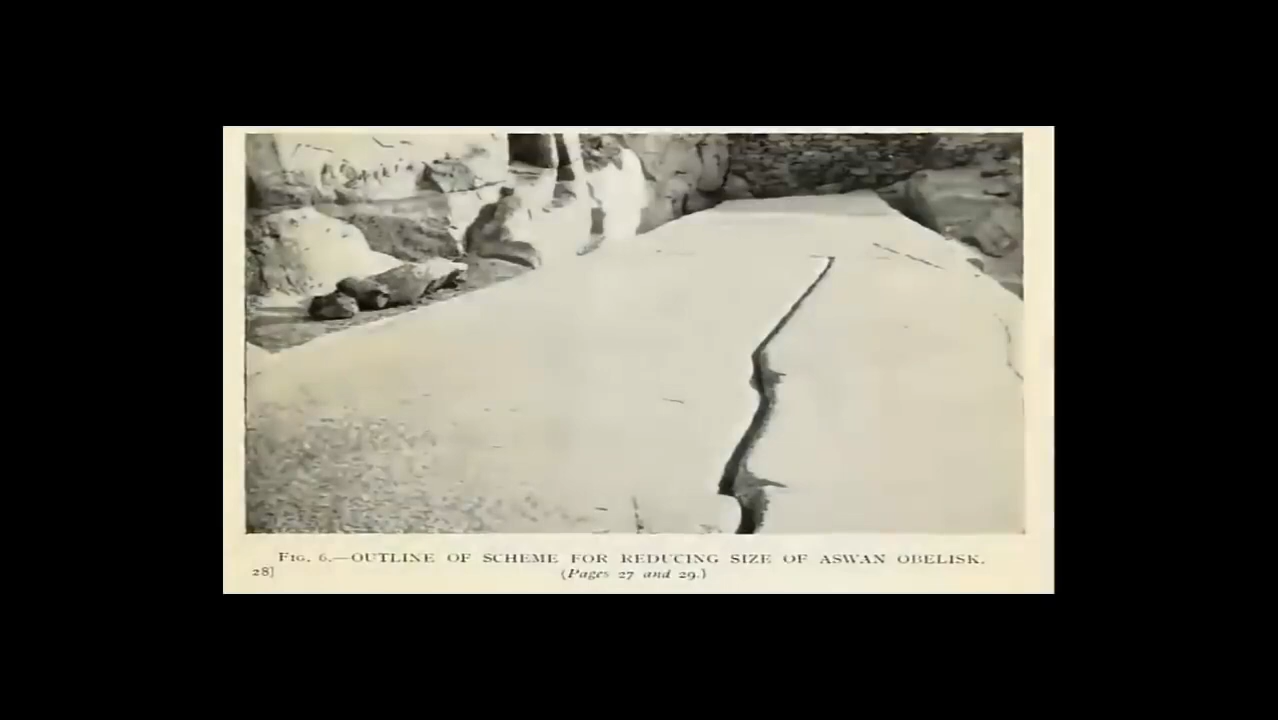 FIG. 6.—OUTLINE OF SCHEME FOR REDUCING SIZE OF ASWAN OBELISK.
28] (Pages 27 and 29.)